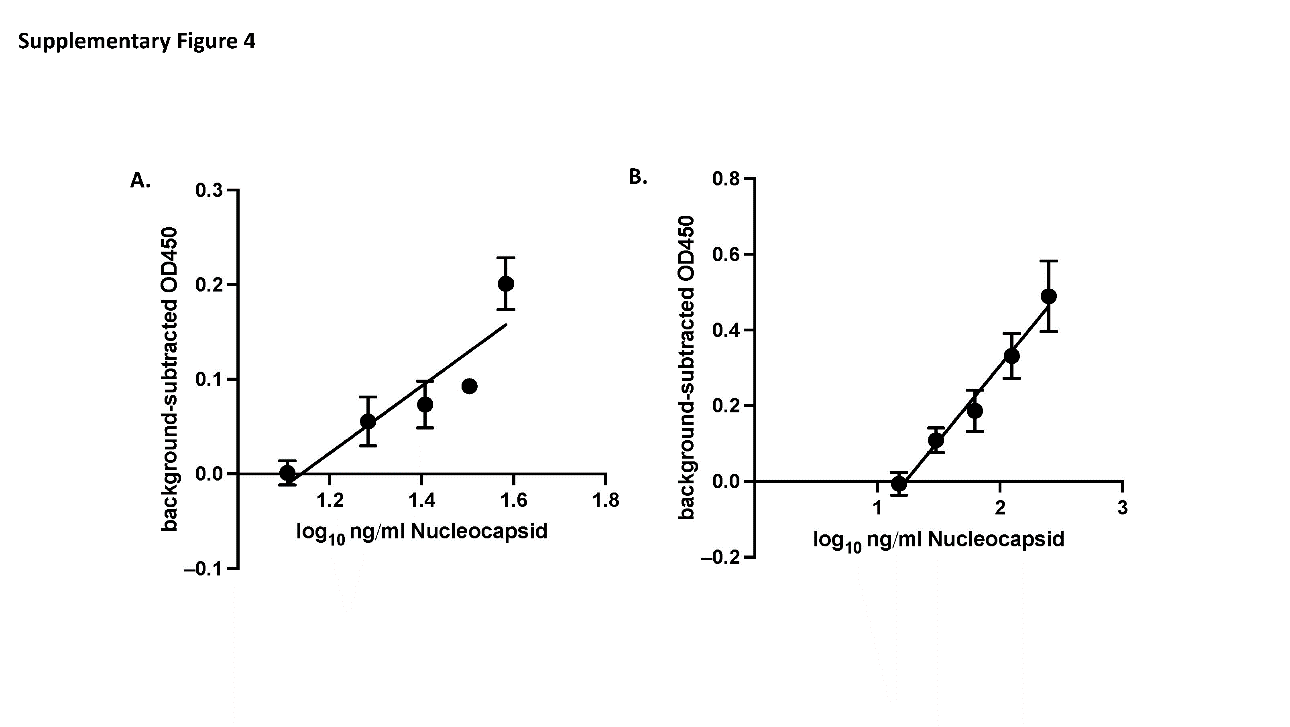 Supplementary Figure 4
A.
0.3
0.2
0.1
0.0
–0.1
background-subtracted OD450
1.2 1.4 1.6 1.8
log₁₀ ng/ml Nucleocapsid
B.
0.8
0.6
0.4
0.2
0.0
–0.2
background-subtracted OD450
1 2 3
log₁₀ ng/ml Nucleocapsid